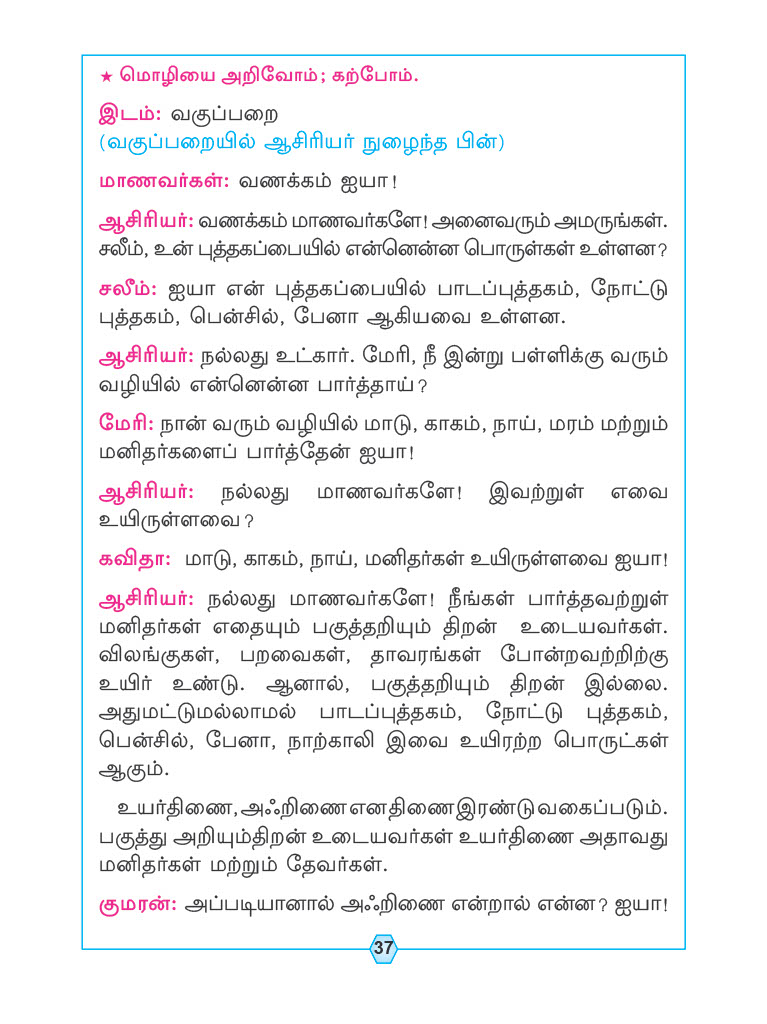 ★ மொழியை அறிவோம்; கற்போம்.
இடம்: வகுப்பறை
(வகுப்பறையில் ஆசிரியர் நுழைந்த பின்)
மாணவர்கள்: வணக்கம் ஐயா!
ஆசிரியர்: வணக்கம் மாணவர்களே! அனைவரும் அமருங்கள்.
சலீம், உன் புத்தகப்பையில் என்னென்ன பொருள்கள் உள்ளன?
சலீம்: ஐயா என் புத்தகப்பையில் பாடப்புத்தகம், நோட்டு
புத்தகம், பென்சில், பேனா ஆகியவை உள்ளன.
ஆசிரியர்: நல்லது உட்கார். மேரி, நீ இன்று பள்ளிக்கு வரும்
வழியில் என்னென்ன பார்த்தாய்?
மேரி: நான் வரும் வழியில் மாடு, காகம், நாய், மரம் மற்றும்
மனிதர்களைப் பார்த்தேன் ஐயா!
ஆசிரியர்: நல்லது மாணவர்களே! இவற்றுள் எவை
உயிருள்ளவை?
கவிதா: மாடு, காகம், நாய், மனிதர்கள் உயிருள்ளவை ஐயா!
ஆசிரியர்: நல்லது மாணவர்களே! நீங்கள் பார்த்தவற்றுள்
மனிதர்கள் எதையும் பகுத்தறியும் திறன் உடையவர்கள்.
விலங்குகள், பறவைகள், தாவரங்கள் போன்றவற்றிற்கு
உயிர் உண்டு. ஆனால், பகுத்தறியும் திறன் இல்லை.
அதுமட்டுமல்லாமல் பாடப்புத்தகம், நோட்டு புத்தகம்,
பென்சில், பேனா, நாற்காலி இவை உயிரற்ற பொருட்கள்
ஆகும்.
உயர்திணை, அஃறிணை என திணை இரண்டு வகைப்படும்.
பகுத்து அறியும்திறன் உடையவர்கள் உயர்திணை அதாவது
மனிதர்கள் மற்றும் தேவர்கள்.
குமரன்: அப்படியானால் அஃறிணை என்றால் என்ன? ஐயா!
37